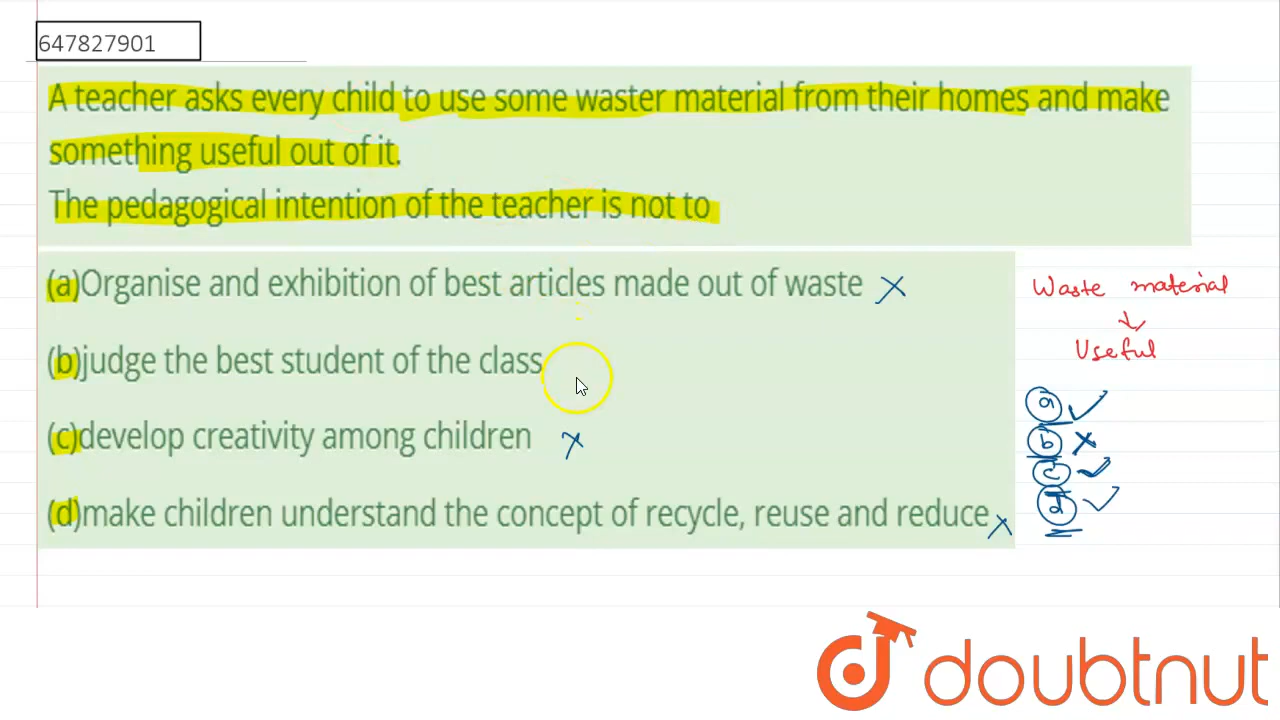 647827901
A teacher asks every child to use some waster material from their homes and make
something useful out of it.
The pedagogical intention of the teacher is not to
(a)Organise and exhibition of best articles made out of waste X
(b)judge the best student of the class
(c)develop creativity among children X
(d)make children understand the concept of recycle, reuse and reduce X
Waste material
↓
Useful
a ✓
b X
c ✓
d ✓
doubtnut